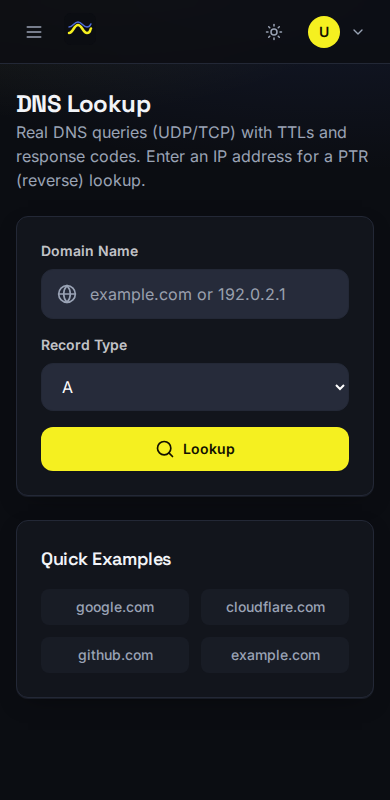 U
DNS Lookup
Real DNS queries (UDP/TCP) with TTLs and
response codes. Enter an IP address for a PTR
(reverse) lookup.
Domain Name
example.com or 192.0.2.1
Record Type
A
Lookup
Quick Examples
google.com
cloudflare.com
github.com
example.com